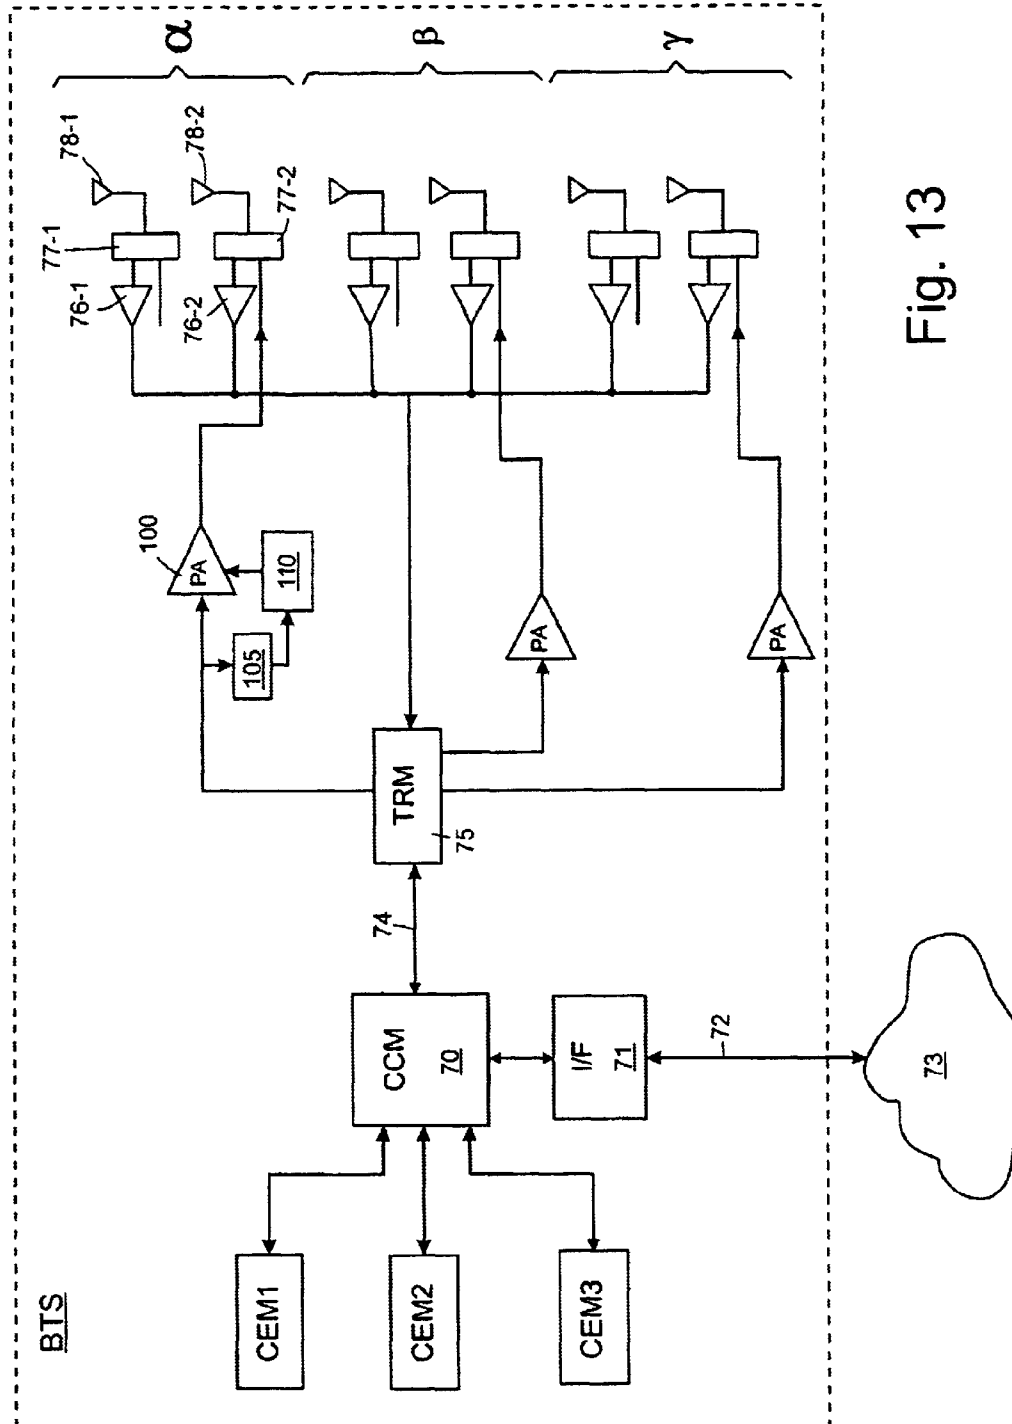 BTS
CEM1
CEM2
CEM3
CCM
70
I/F
71
72
73
74
TRM
75
105
110
100
PA
PA
PA
76-1
77-1
78-1
76-2
77-2
78-2
α
β
γ
Fig. 13